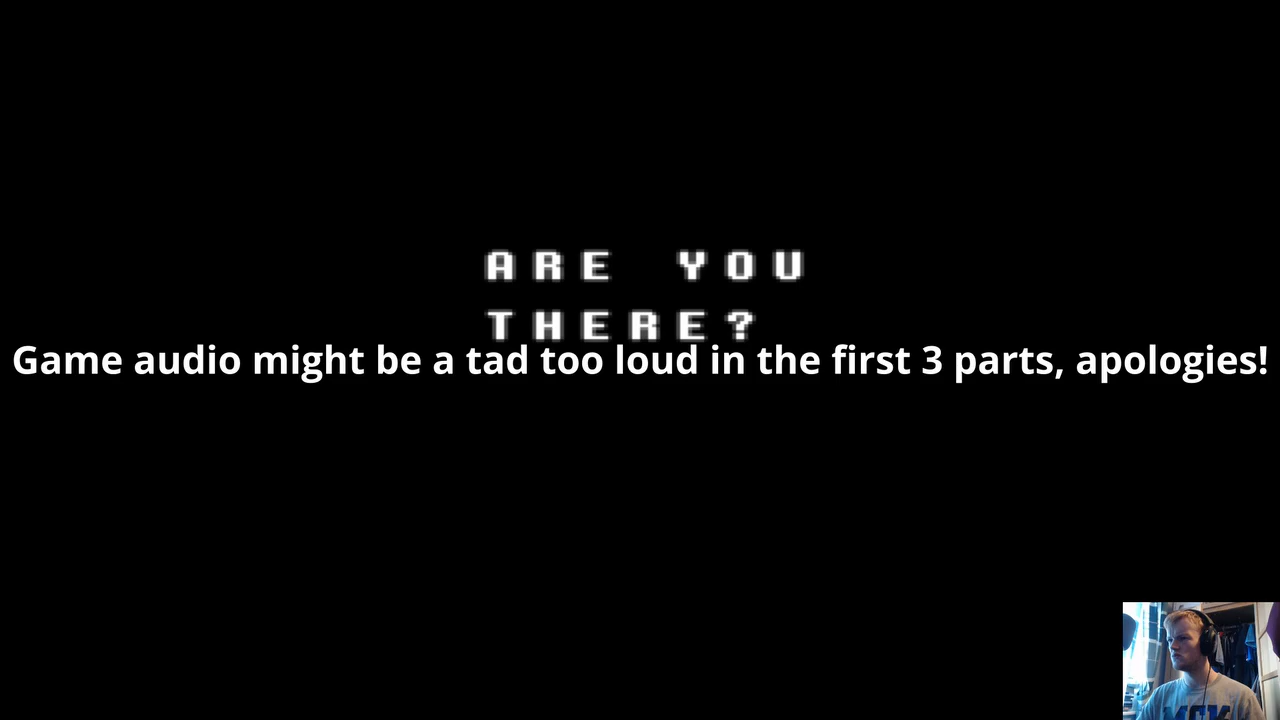 ARE YOU
THERE?
Game audio might be a tad too loud in the first 3 parts, apologies!